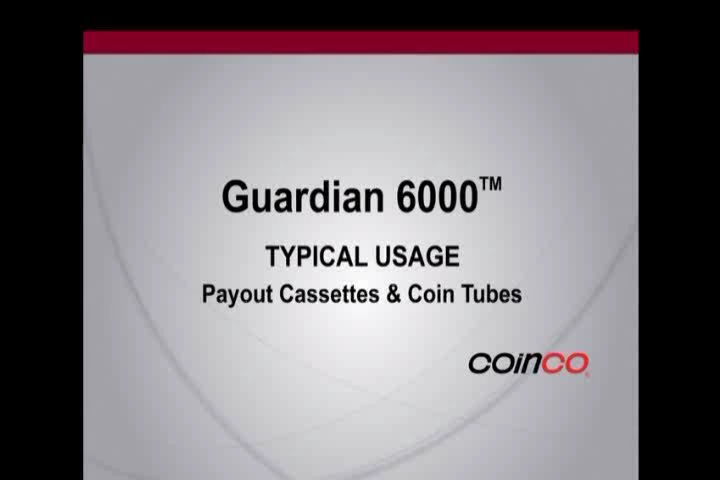 Guardian 6000™
TYPICAL USAGE
Payout Cassettes & Coin Tubes
coinco